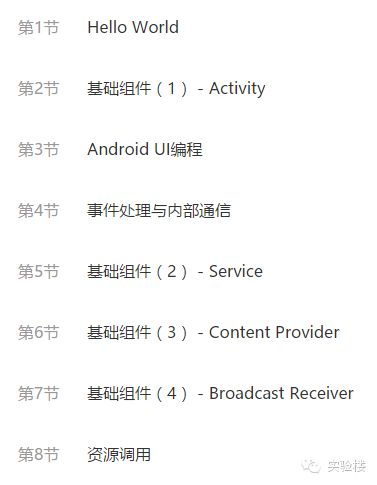 第1节 Hello World
第2节 基础组件（1） - Activity
第3节 Android UI编程
第4节 事件处理与内部通信
第5节 基础组件（2） - Service
第6节 基础组件（3） - Content Provider
第7节 基础组件（4） - Broadcast Receiver
第8节 资源调用
实验楼